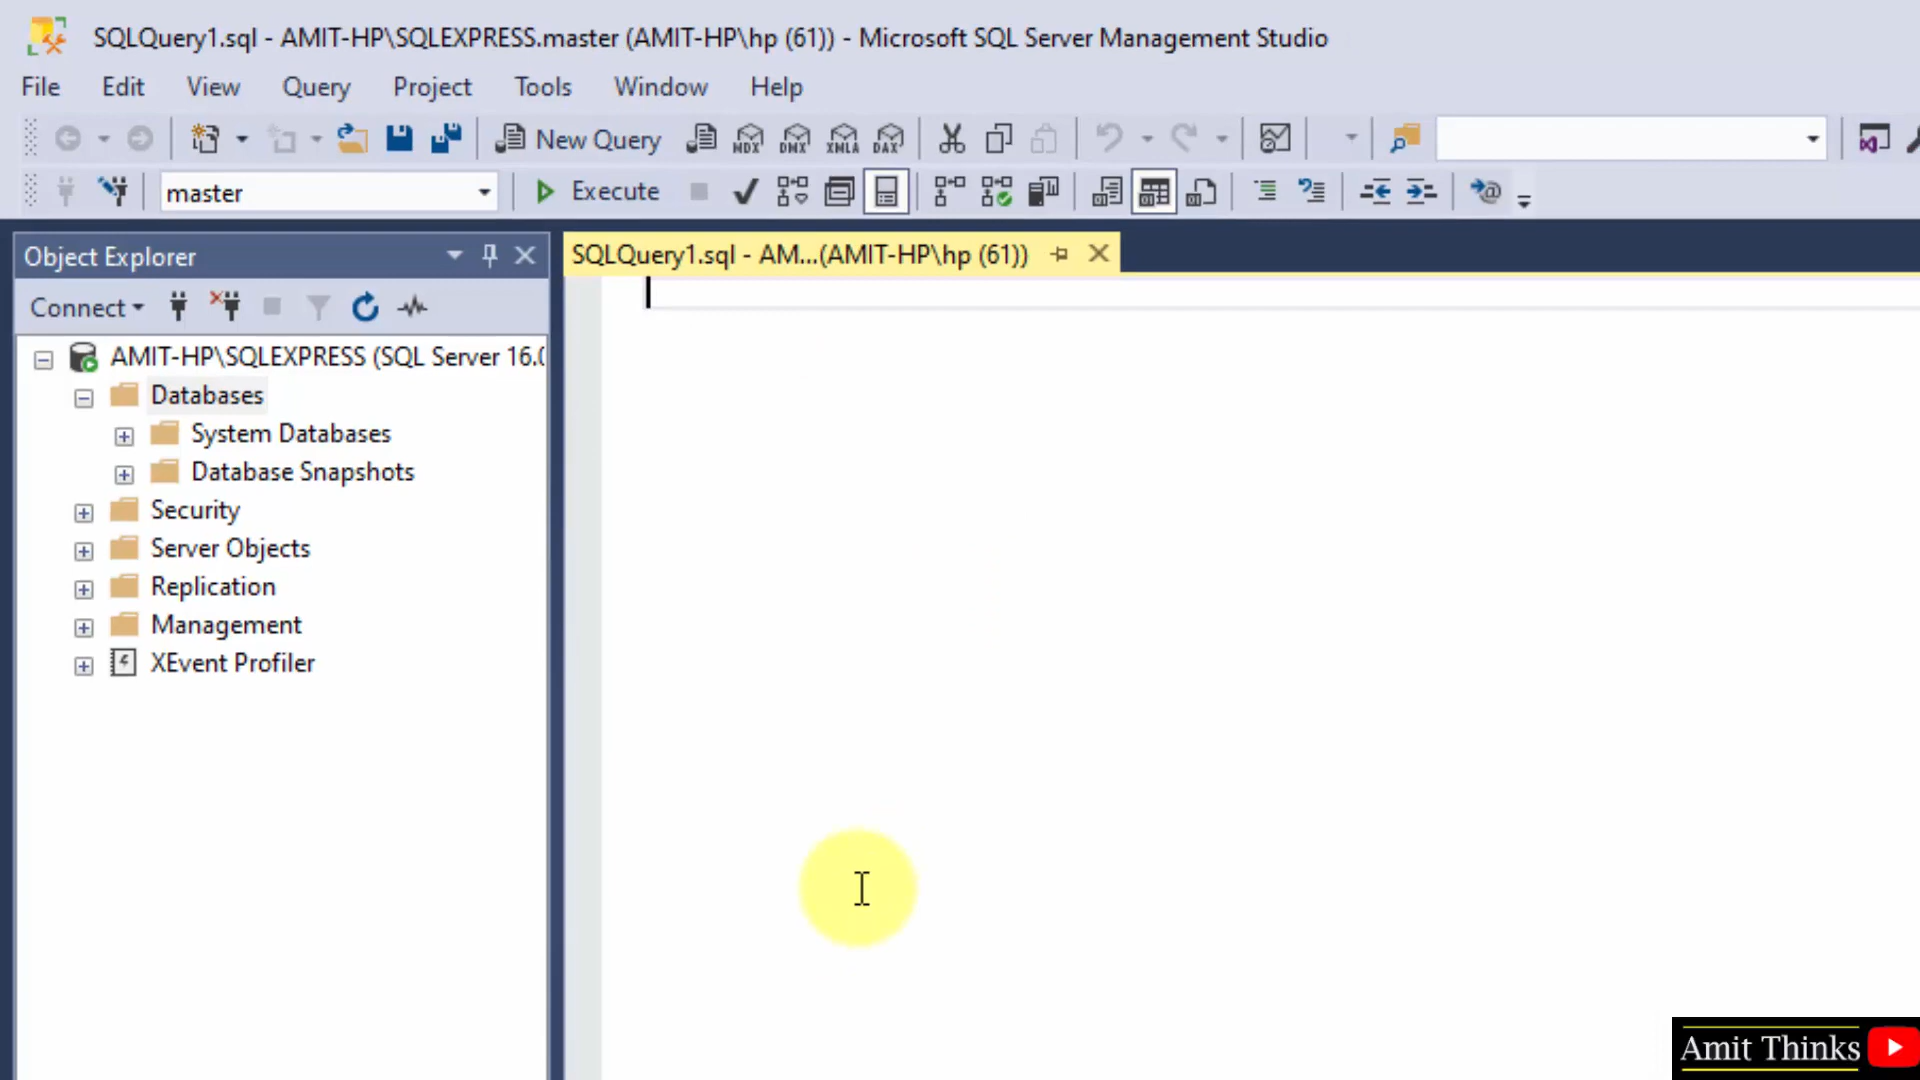 SQLQuery1.sql - AMIT-HP\SQLEXPRESS.master (AMIT-HP\hp (61)) - Microsoft SQL Server Management Studio
File Edit View Query Project Tools Window Help
New Query MDX DMX XMLA DAX
master Execute
Object Explorer
SQLQuery1.sql - AM...(AMIT-HP\hp (61))
Connect
AMIT-HP\SQLEXPRESS (SQL Server 16.0
Databases
System Databases
Database Snapshots
Security
Server Objects
Replication
Management
XEvent Profiler
Amit Thinks